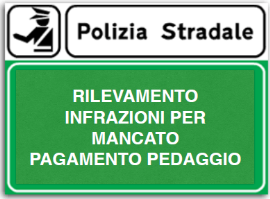 Polizia Stradale
RILEVAMENTO
INFRAZIONI PER
MANCATO
PAGAMENTO PEDAGGIO